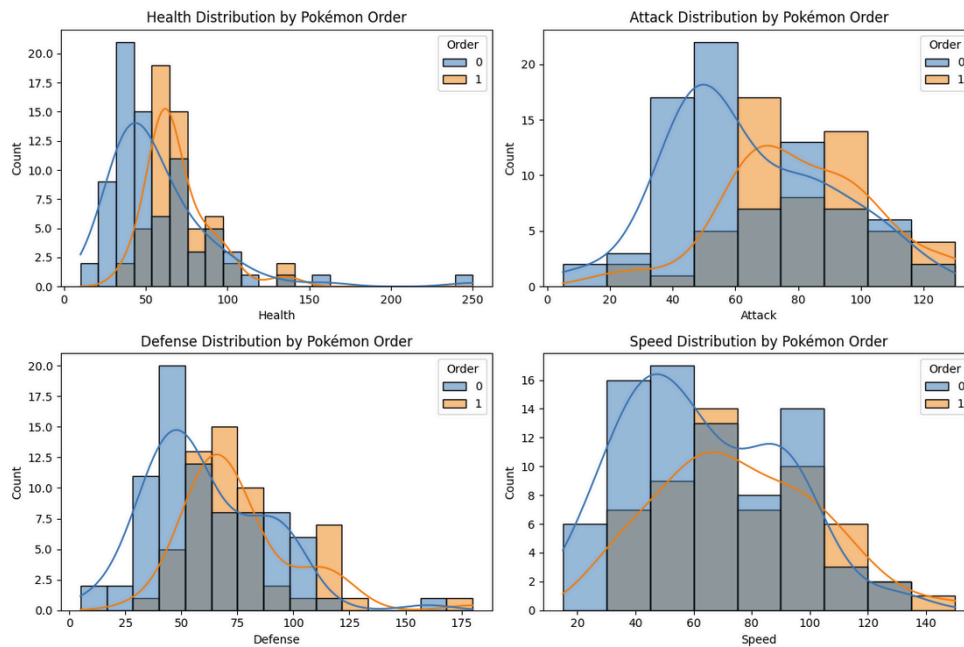 Health Distribution by Pokémon Order
20.0
17.5
15.0
12.5
10.0
7.5
5.0
2.5
0.0
Count
0 50 100 150 200 250
Health
Order
0
1
Attack Distribution by Pokémon Order
20
15
10
5
0
Count
0 20 40 60 80 100 120
Attack
Order
0
1
Defense Distribution by Pokémon Order
20.0
17.5
15.0
12.5
10.0
7.5
5.0
2.5
0.0
Count
0 25 50 75 100 125 150 175
Defense
Order
0
1
Speed Distribution by Pokémon Order
16
14
12
10
8
6
4
2
0
Count
20 40 60 80 100 120 140
Speed
Order
0
1